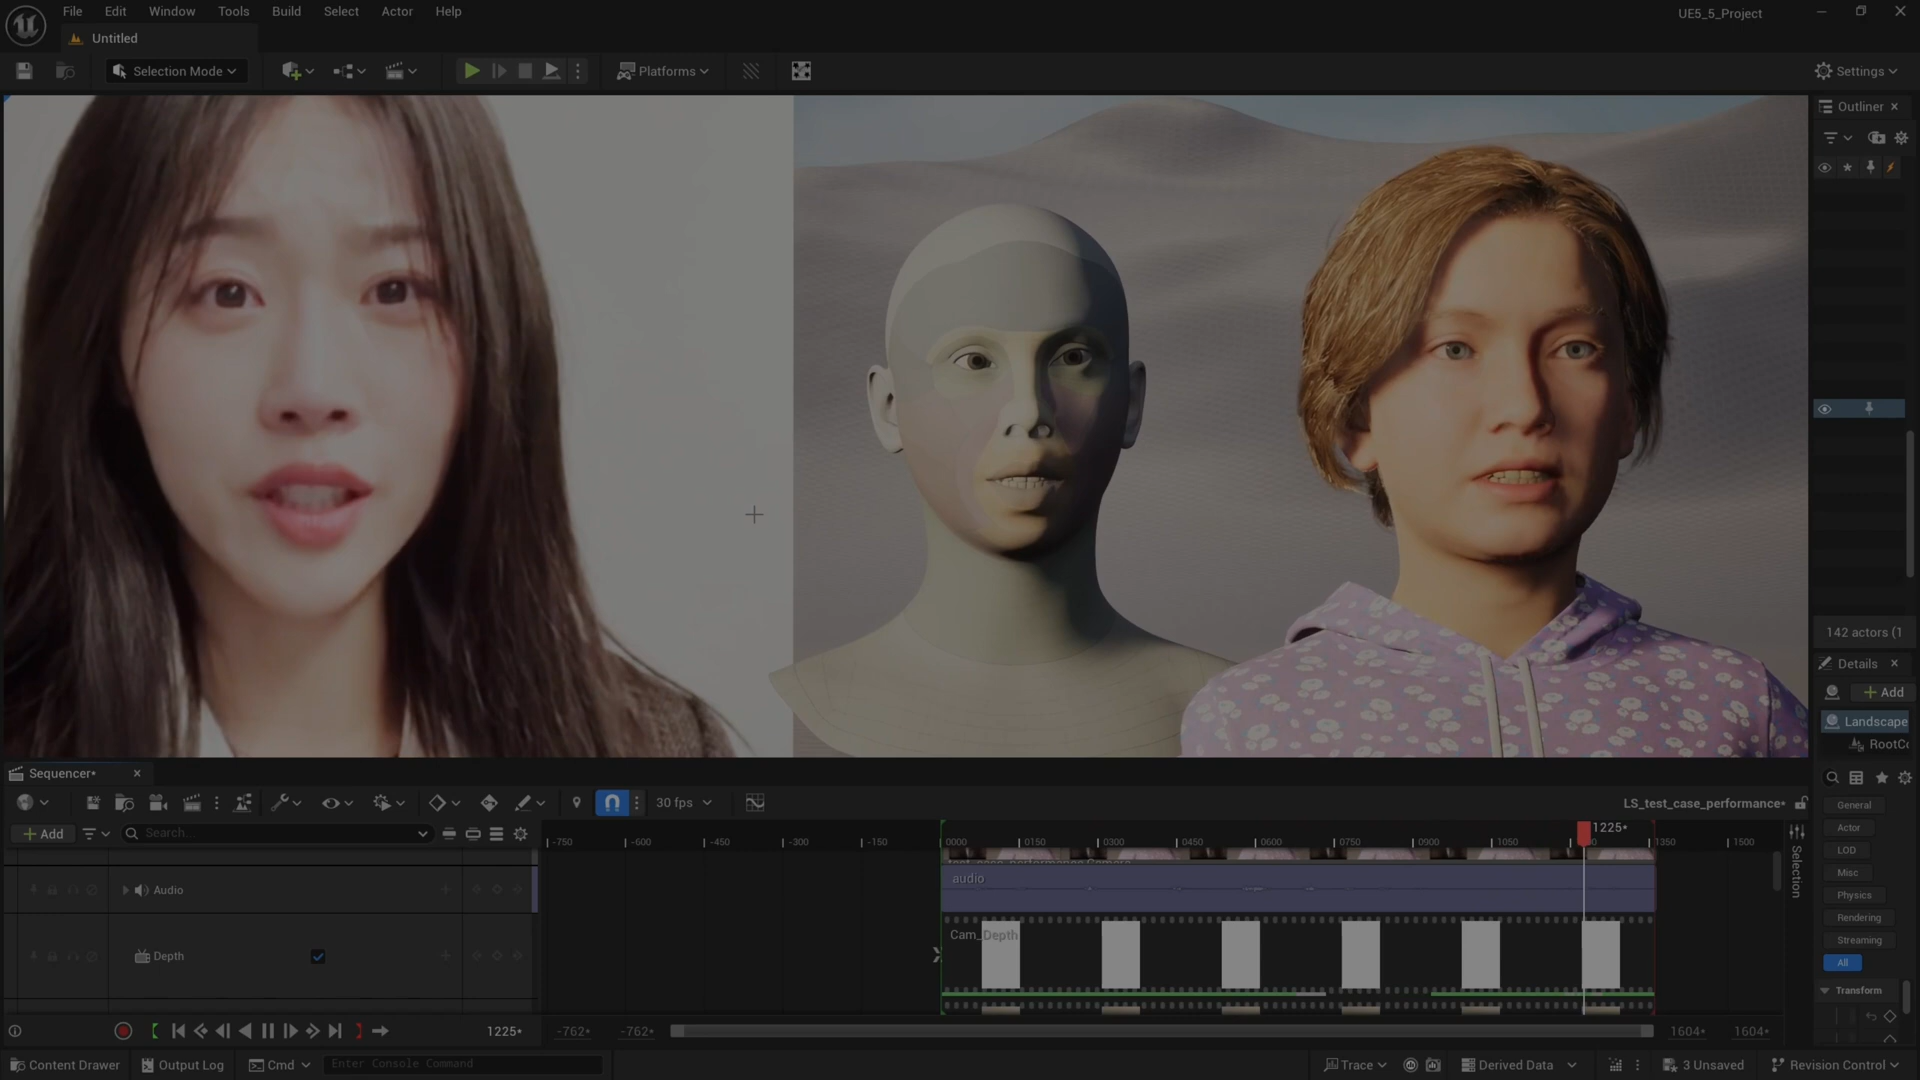 File Edit Window Tools Build Select Actor Help
UE5_5_Project
Untitled
Selection Mode
Platforms
Settings
Outliner
142 actors (1
Details
Add
Landscape
RootCo
Sequencer*
30 fps
LS_test_case_performance*
Add
Search...
-750 -600 -450 -300 -150 0000 0150 0300 0450 0600 0750 0900 1050 1350 1500
1225*
Selection
General
Actor
LOD
Misc
Physics
Rendering
Streaming
All
Transform
test_case_performance Camera
Audio
audio
Depth
Cam_Depth
1225*
-762* -762*
1604* 1604*
Content Drawer
Output Log
Cmd
Enter Console Command
Trace
Derived Data
3 Unsaved
Revision Control